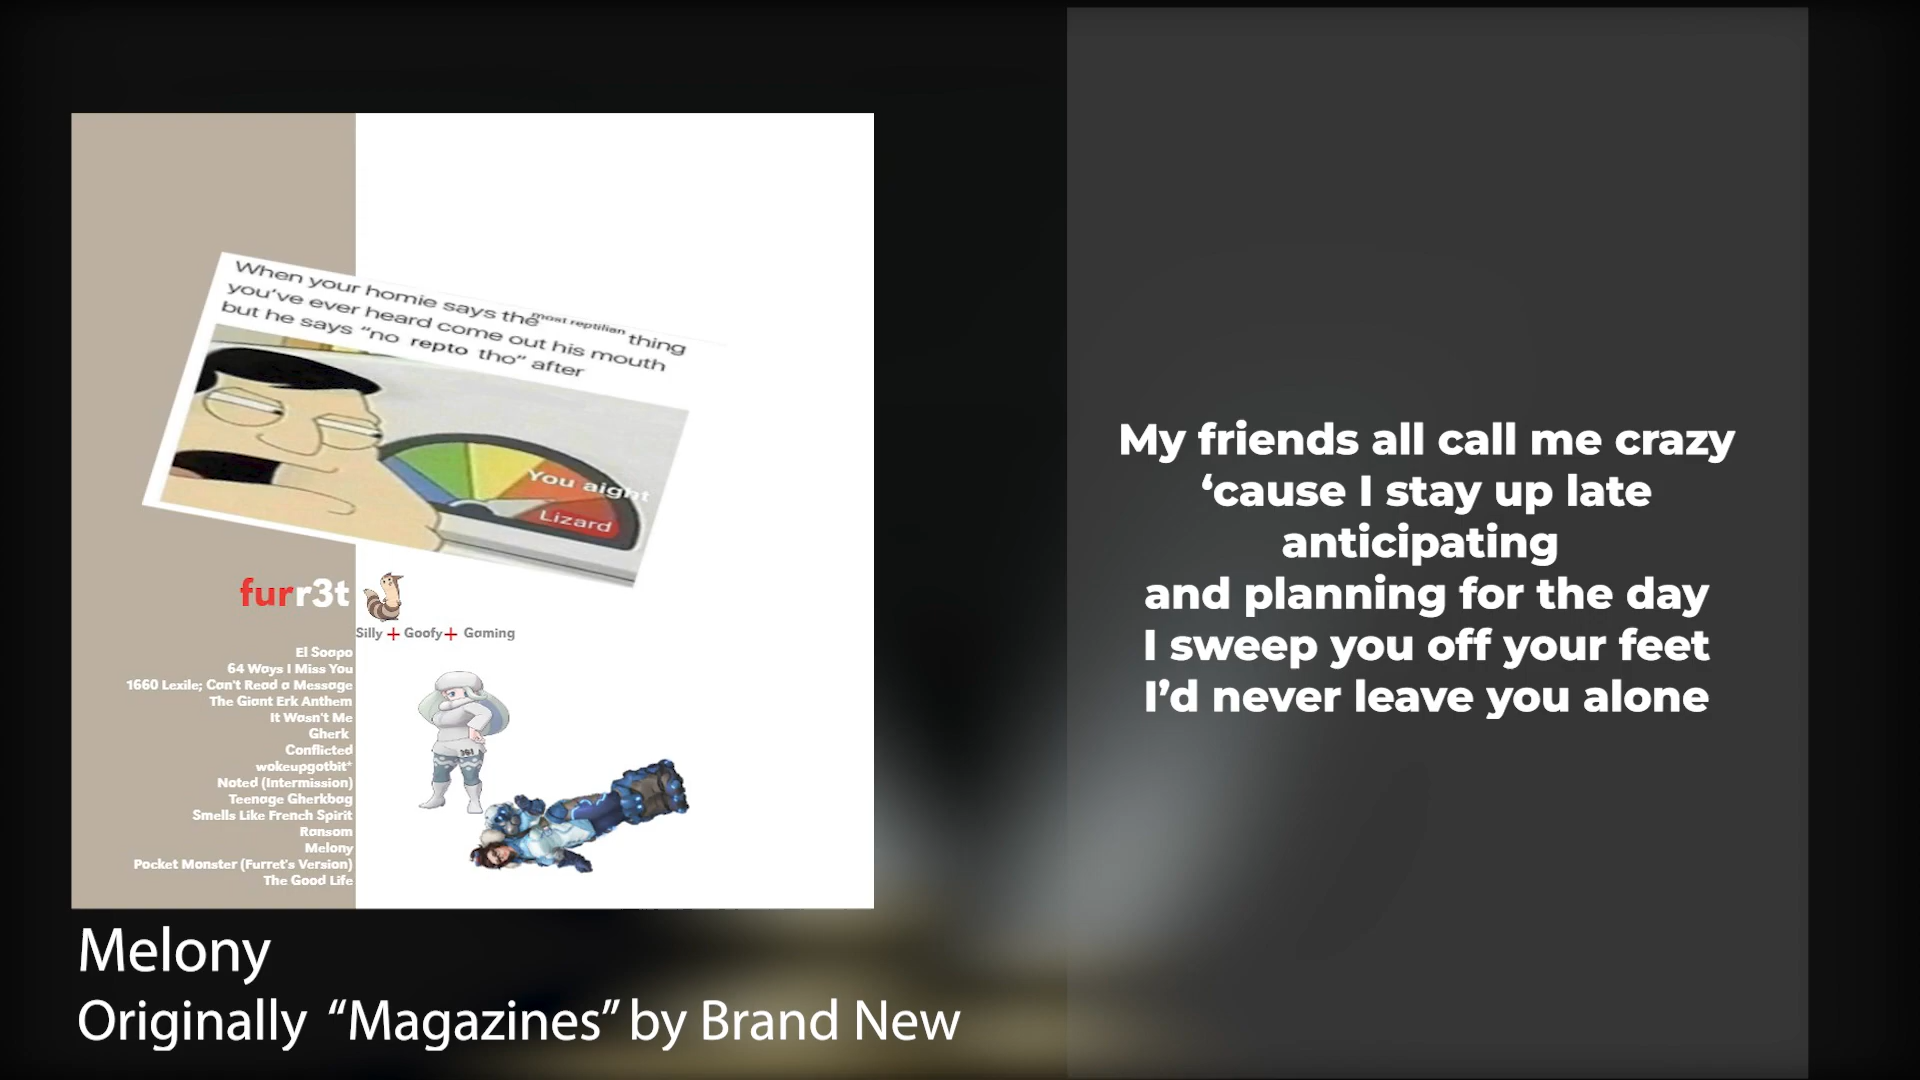 When your homie says the most reptilian thing
you've ever heard come out his mouth
but he says "no repto tho" after
You aight
Lizard
furr3t
Silly + Goofy + Gaming
El Soapo
64 Ways I Miss You
1660 Lexile; Can't Read a Message
The Giant Erk Anthem
It Wasn't Me
Gherk
Conflicted
wokeupgotbit*
Noted (Intermission)
Teenage Gherkbag
Smells Like French Spirit
Ransom
Melony
Pocket Monster (Furret's Version)
The Good Life
Melony
Originally “Magazines” by Brand New
My friends all call me crazy
‘cause I stay up late
anticipating
and planning for the day
I sweep you off your feet
I’d never leave you alone